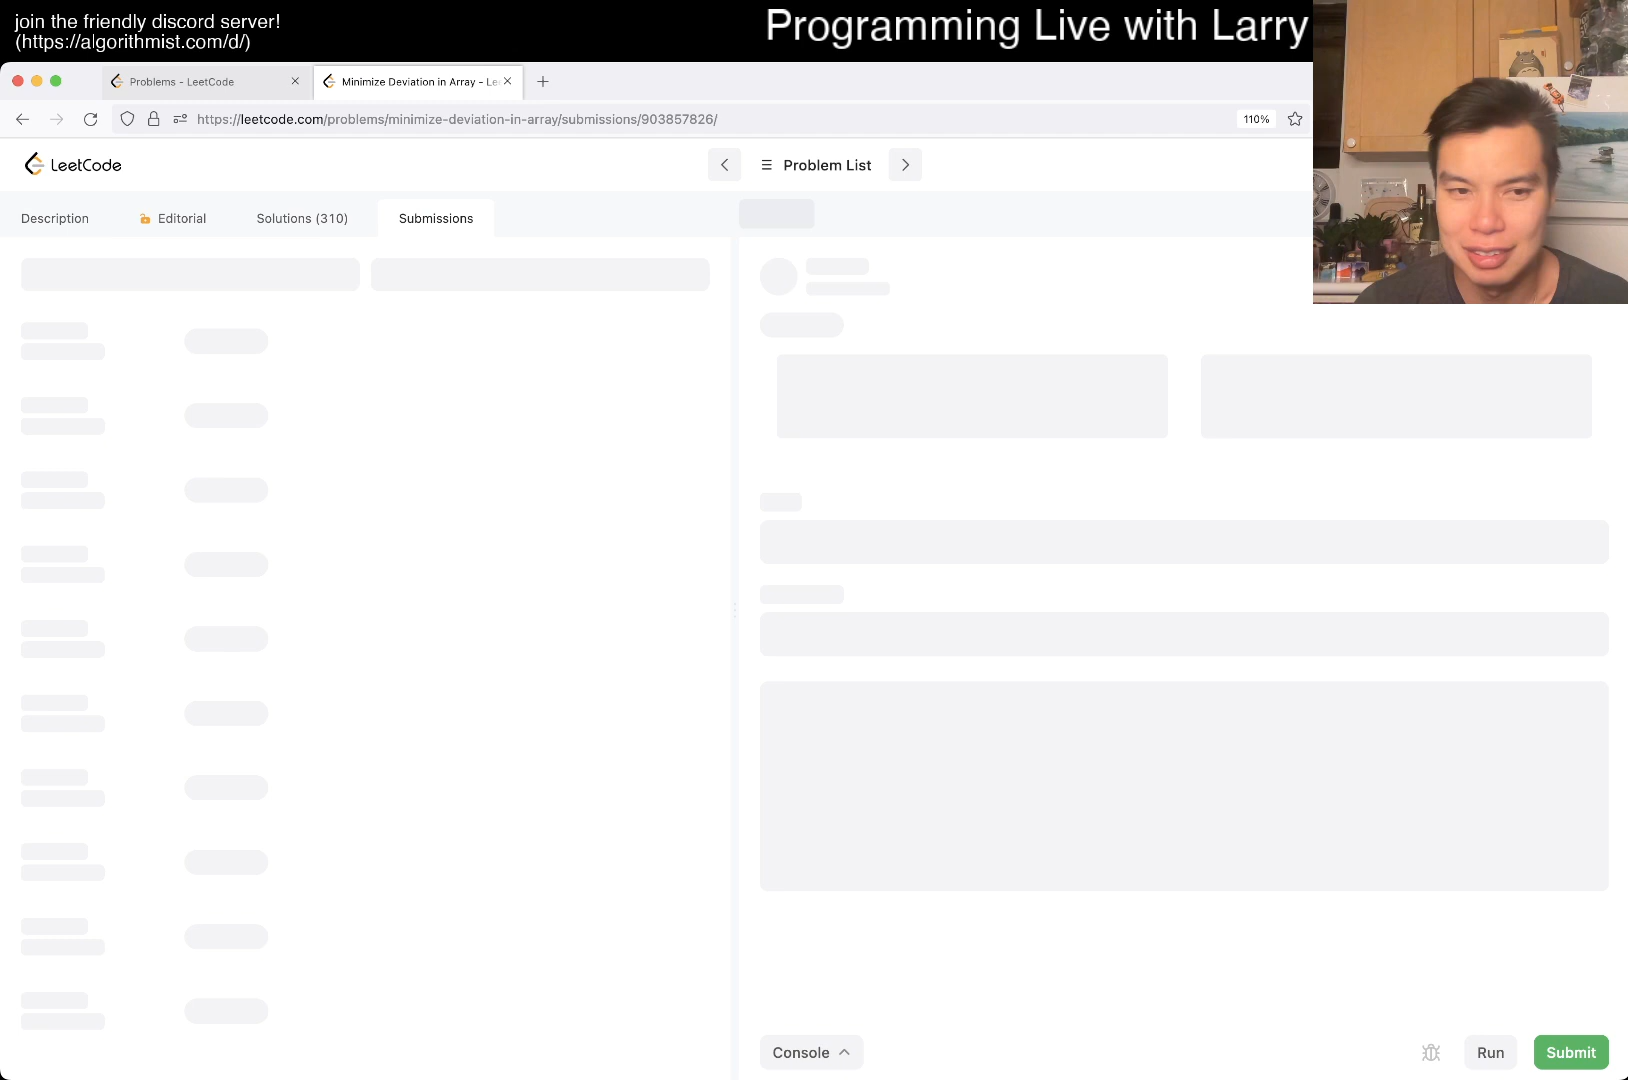 join the friendly discord server!
(https://algorithmist.com/d/)
Programming Live with Larry
Problems - LeetCode
Minimize Deviation in Array - Le
https://leetcode.com/problems/minimize-deviation-in-array/submissions/903857826/
110%
LeetCode
Problem List
Description
Editorial
Solutions (310)
Submissions
Console
Run
Submit